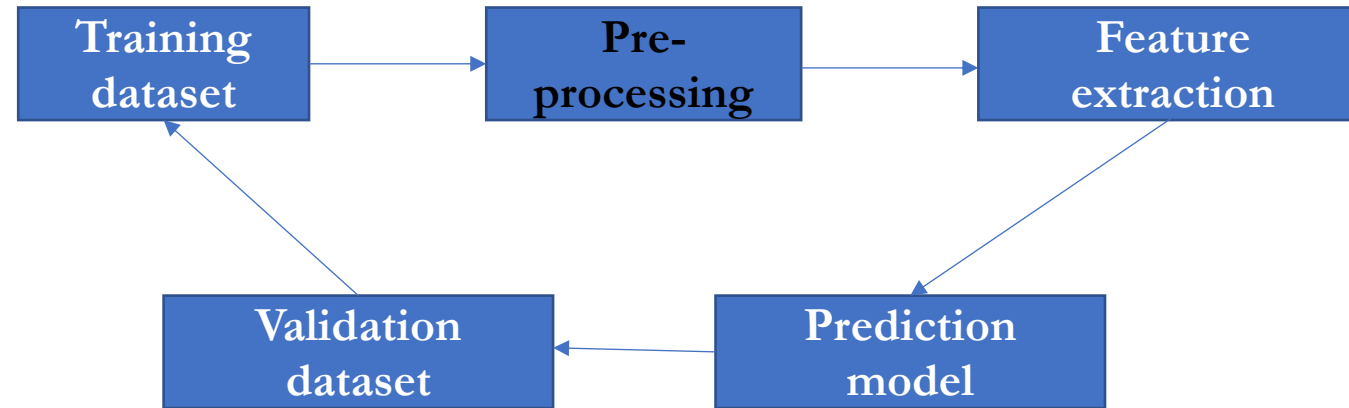 Training
dataset
Pre-
processing
Feature
extraction
Validation
dataset
Prediction
model